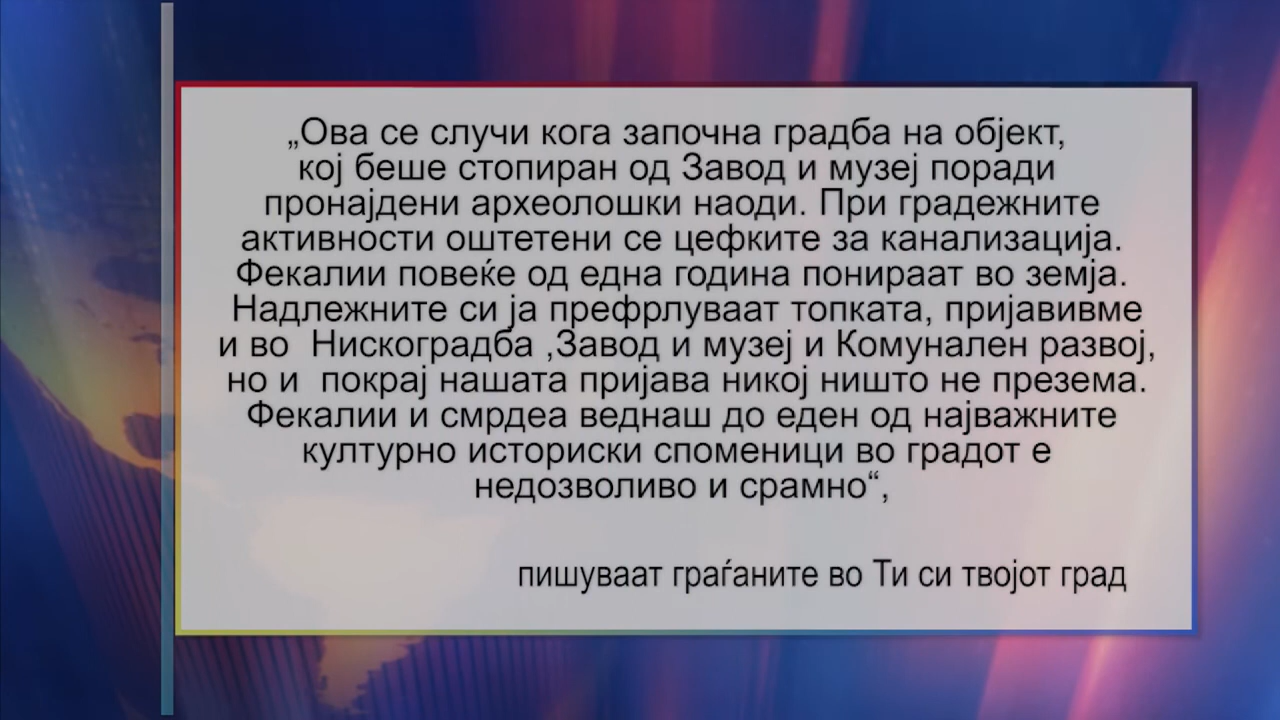 „Ова се случи кога започна градба на објект,
кој беше стопиран од Завод и музеј поради
пронајдени археолошки наоди. При градежните
активности оштетени се цефките за канализација.
Фекалии повеќе од една година понираат во земја.
Надлежните си ја префрлуваат топката, пријавивме
и во  Нискоградба ,Завод и музеј и Комунален развој,
но и  покрај нашата пријава никој ништо не презема.
Фекалии и смрдеа веднаш до еден од најважните
културно историски споменици во градот е
недозволиво и срамно“,
пишуваат граѓаните во Ти си твојот град